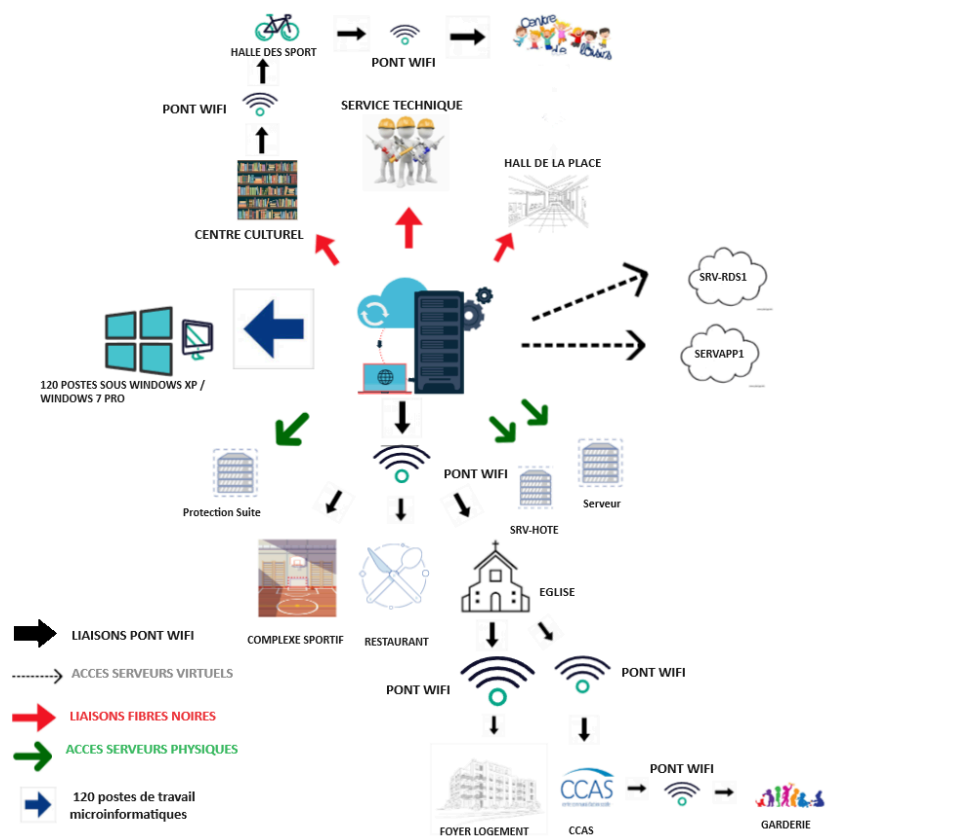 HALLE DES SPORT
PONT WIFI
Centre
de
loisirs
PONT WIFI
SERVICE TECHNIQUE
HALL DE LA PLACE
CENTRE CULTUREL
SRV-RDS1
SERVAPP1
120 POSTES SOUS WINDOWS XP /
WINDOWS 7 PRO
PONT WIFI
Protection Suite
SRV-HOTE
Serveur
COMPLEXE SPORTIF
RESTAURANT
EGLISE
LIAISONS PONT WIFI
ACCES SERVEURS VIRTUELS
LIAISONS FIBRES NOIRES
ACCES SERVEURS PHYSIQUES
120 postes de travail
microinformatiques
PONT WIFI
PONT WIFI
FOYER LOGEMENT
CCAS
CCAS
PONT WIFI
GARDERIE